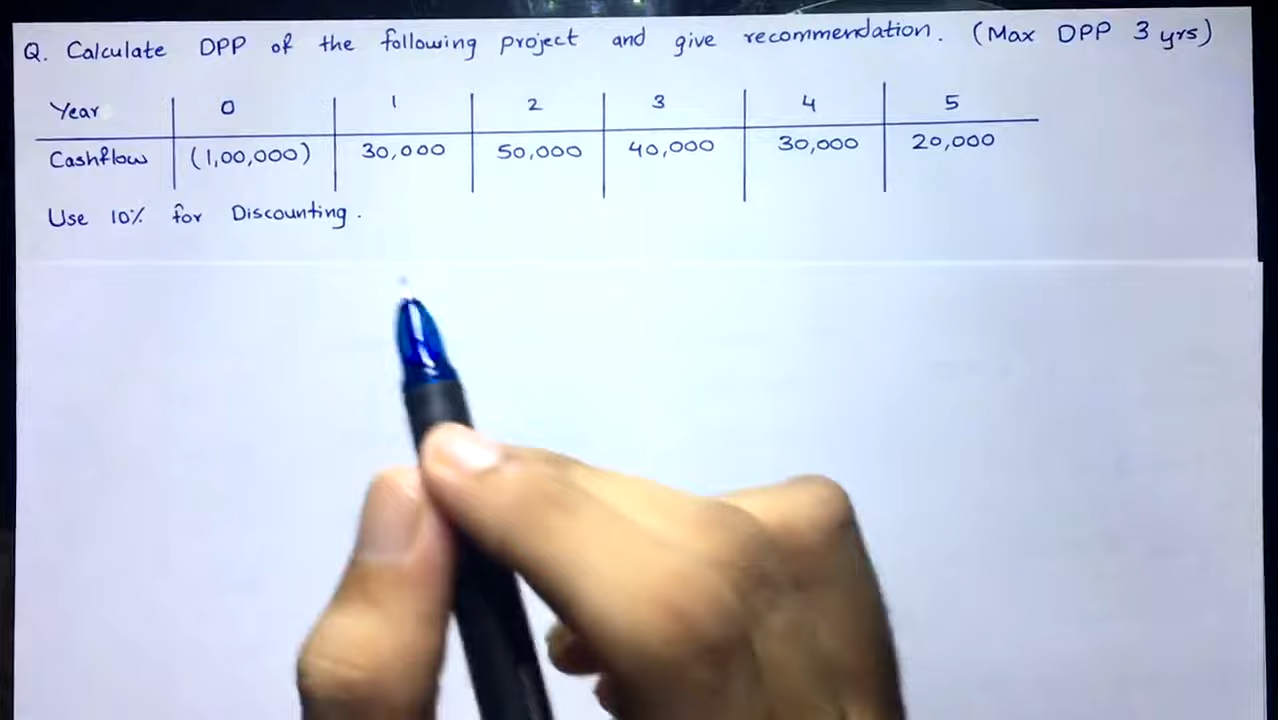 Q. Calculate DPP of the following project and give recommendation. (Max DPP 3 yrs)
Year 0 1 2 3 4 5
Cashflow (1,00,000) 30,000 50,000 40,000 30,000 20,000
Use 10% for Discounting.